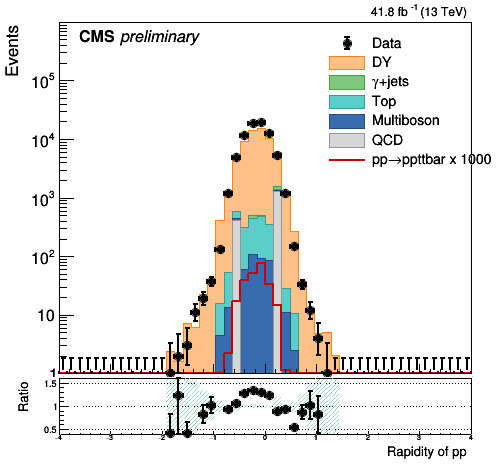 41.8 fb⁻¹ (13 TeV)
CMS preliminary
Events
Data
DY
γ+jets
Top
Multiboson
QCD
pp→ppttbar x 1000
10⁵
10⁴
10³
10²
10
1
Ratio
1.5
1
0.5
-4 -3 -2 -1 0 1 2 3 4
Rapidity of pp